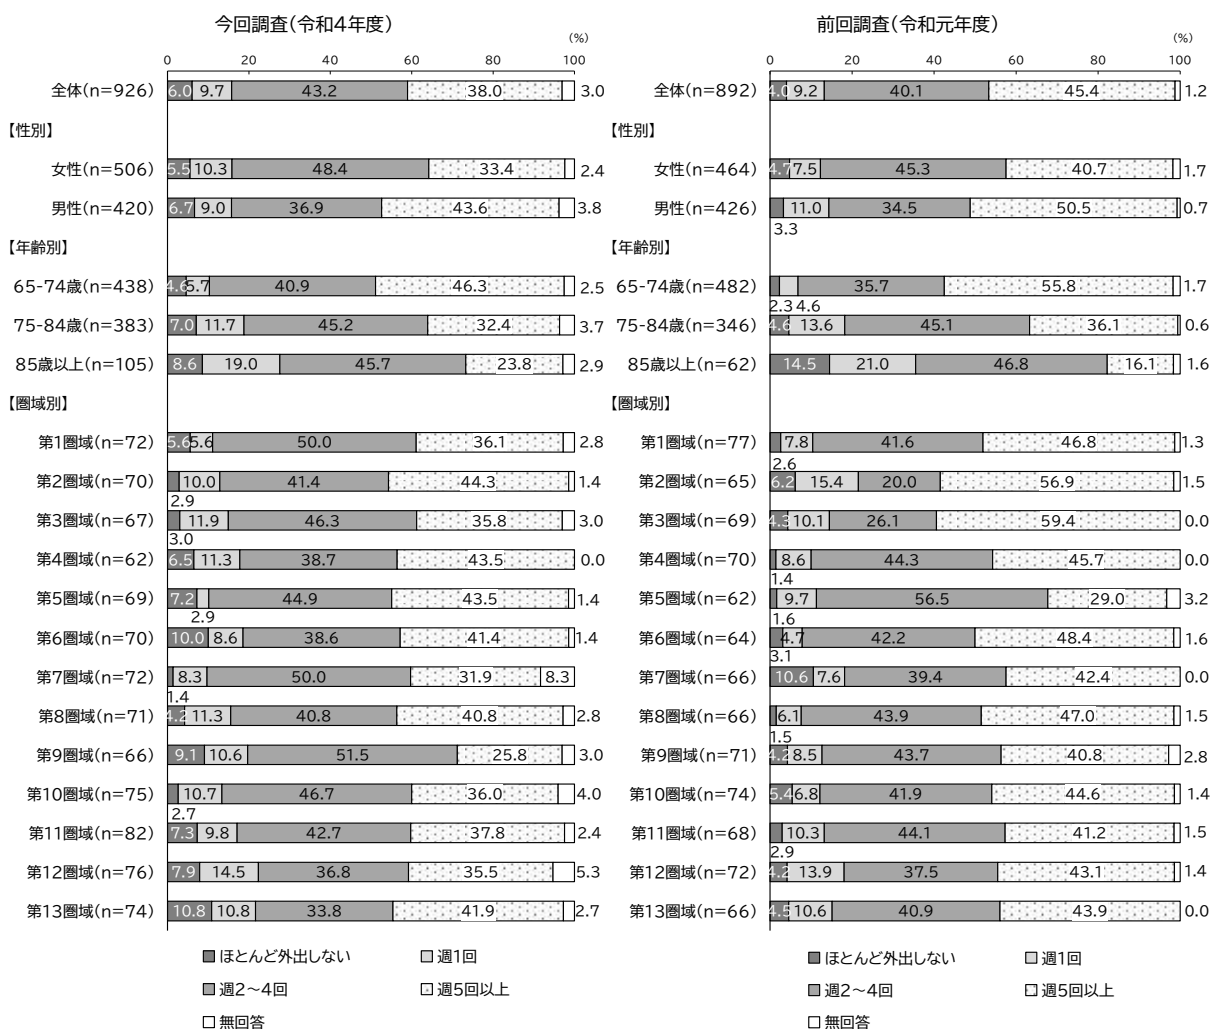 今回調査(令和4年度)
(%)
0 20 40 60 80 100
全体(n=926) 6.0 9.7 43.2 38.0 3.0
【性別】
女性(n=506) 5.5 10.3 48.4 33.4 2.4
男性(n=420) 6.7 9.0 36.9 43.6 3.8
【年齢別】
65-74歳(n=438) 4.6 5.7 40.9 46.3 2.5
75-84歳(n=383) 7.0 11.7 45.2 32.4 3.7
85歳以上(n=105) 8.6 19.0 45.7 23.8 2.9
【圏域別】
第1圏域(n=72) 5.6 5.6 50.0 36.1 2.8
第2圏域(n=70) 10.0 41.4 44.3 1.4
2.9
第3圏域(n=67) 11.9 46.3 35.8 3.0
3.0
第4圏域(n=62) 6.5 11.3 38.7 43.5 0.0
第5圏域(n=69) 7.2 44.9 43.5 1.4
2.9
第6圏域(n=70) 10.0 8.6 38.6 41.4 1.4
第7圏域(n=72) 8.3 50.0 31.9 8.3
1.4
第8圏域(n=71) 4.2 11.3 40.8 40.8 2.8
第9圏域(n=66) 9.1 10.6 51.5 25.8 3.0
第10圏域(n=75) 10.7 46.7 36.0 4.0
2.7
第11圏域(n=82) 7.3 9.8 42.7 37.8 2.4
第12圏域(n=76) 7.9 14.5 36.8 35.5 5.3
第13圏域(n=74) 10.8 10.8 33.8 41.9 2.7
ほとんど外出しない 週1回
週2～4回 週5回以上
無回答
前回調査(令和元年度)
(%)
0 20 40 60 80 100
全体(n=892) 4.0 9.2 40.1 45.4 1.2
【性別】
女性(n=464) 4.7 7.5 45.3 40.7 1.7
男性(n=426) 11.0 34.5 50.5 0.7
3.3
【年齢別】
65-74歳(n=482) 35.7 55.8 1.7
2.3 4.6
75-84歳(n=346) 4.6 13.6 45.1 36.1 0.6
85歳以上(n=62) 14.5 21.0 46.8 16.1 1.6
【圏域別】
第1圏域(n=77) 7.8 41.6 46.8 1.3
2.6
第2圏域(n=65) 6.2 15.4 20.0 56.9 1.5
第3圏域(n=69) 4.3 10.1 26.1 59.4 0.0
第4圏域(n=70) 8.6 44.3 45.7 0.0
1.4
第5圏域(n=62) 9.7 56.5 29.0 3.2
1.6
第6圏域(n=64) 4.7 42.2 48.4 1.6
3.1
第7圏域(n=66) 10.6 7.6 39.4 42.4 0.0
第8圏域(n=66) 6.1 43.9 47.0 1.5
1.5
第9圏域(n=71) 4.2 8.5 43.7 40.8 2.8
第10圏域(n=74) 5.4 6.8 41.9 44.6 1.4
第11圏域(n=68) 10.3 44.1 41.2 1.5
2.9
第12圏域(n=72) 4.2 13.9 37.5 43.1 1.4
第13圏域(n=66) 4.5 10.6 40.9 43.9 0.0
ほとんど外出しない 週1回
週2～4回 週5回以上
無回答